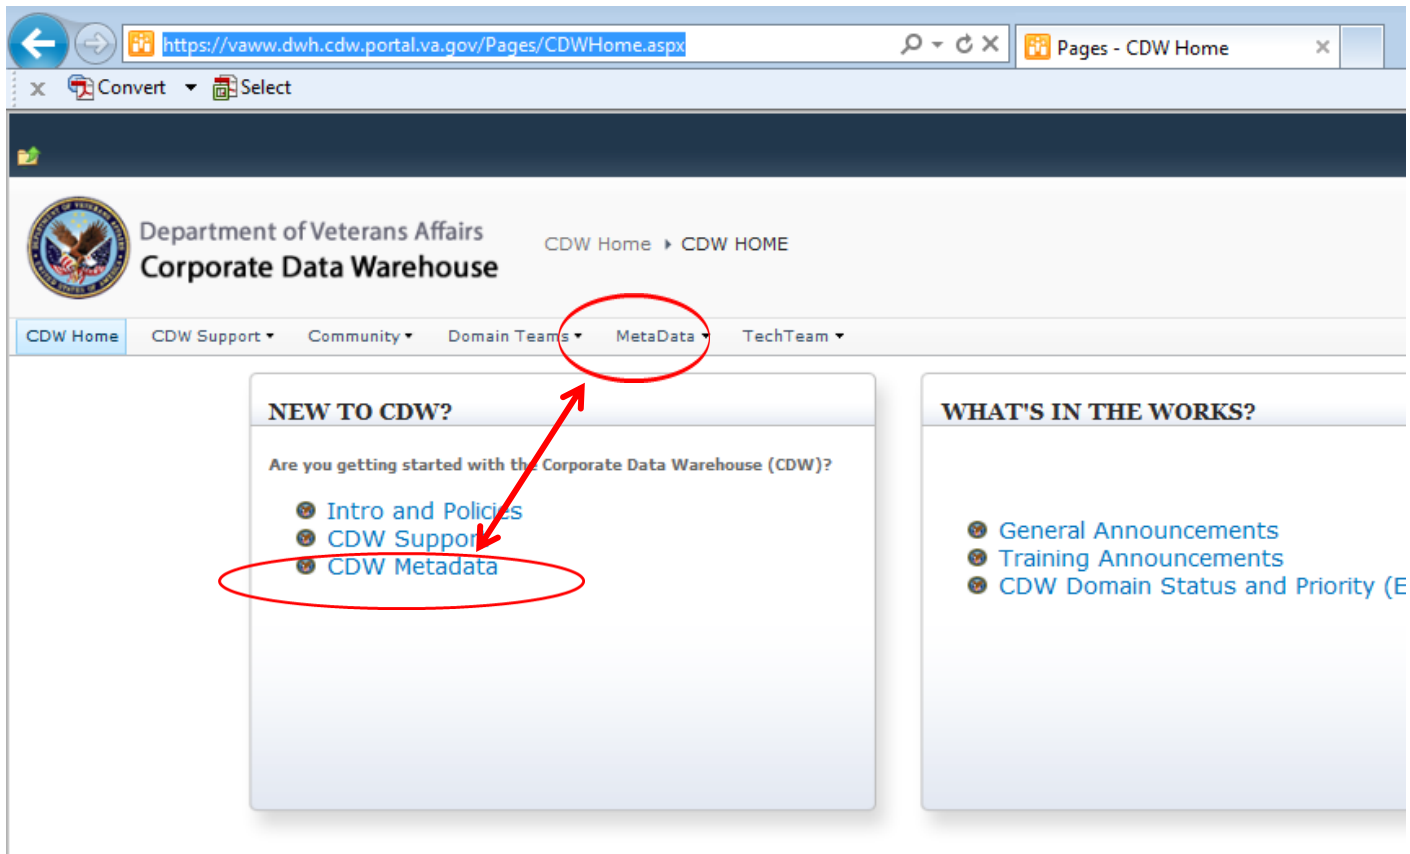 https://vaww.dwh.cdw.portal.va.gov/Pages/CDWHome.aspx
Pages - CDW Home
x Convert Select
Department of Veterans Affairs
Corporate Data Warehouse
CDW Home CDW HOME
CDW Home CDW Support Community Domain Teams MetaData TechTeam
NEW TO CDW?
Are you getting started with the Corporate Data Warehouse (CDW)?
Intro and Policies
CDW Support
CDW Metadata
WHAT'S IN THE WORKS?
General Announcements
Training Announcements
CDW Domain Status and Priority (E